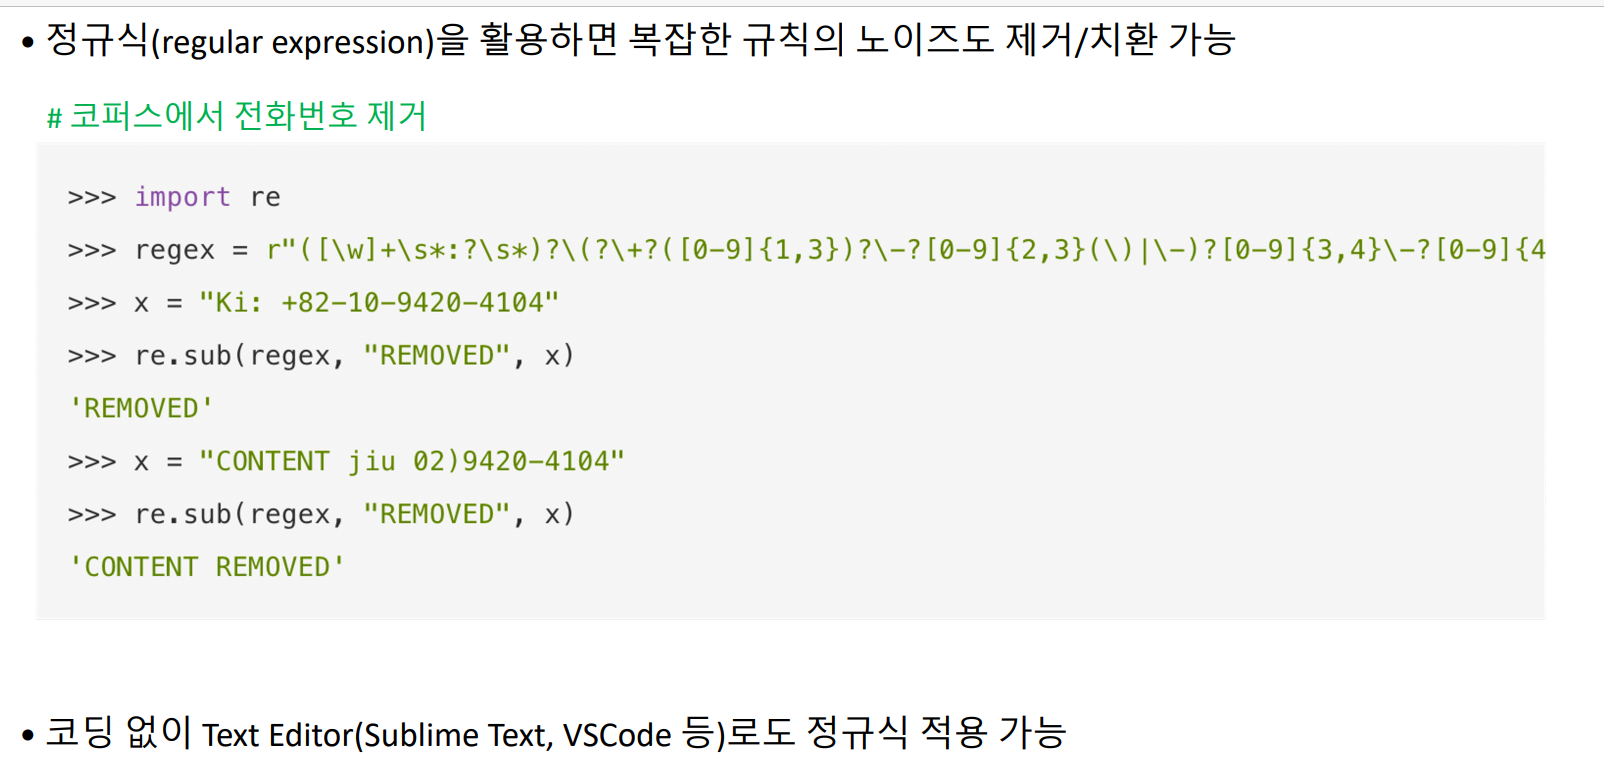 • 정규식(regular expression)을 활용하면 복잡한 규칙의 노이즈도 제거/치환 가능
# 코퍼스에서 전화번호 제거
>>> import re
>>> regex = r"([\w]+\s*:?\s*)?\(?\+?([0-9]{1,3})?\-?[0-9]{2,3}(\)|\-)?[0-9]{3,4}\-?[0-9]{4
>>> x = "Ki: +82-10-9420-4104"
>>> re.sub(regex, "REMOVED", x)
'REMOVED'
>>> x = "CONTENT jiu 02)9420-4104"
>>> re.sub(regex, "REMOVED", x)
'CONTENT REMOVED'
• 코딩 없이 Text Editor(Sublime Text, VSCode 등)로도 정규식 적용 가능